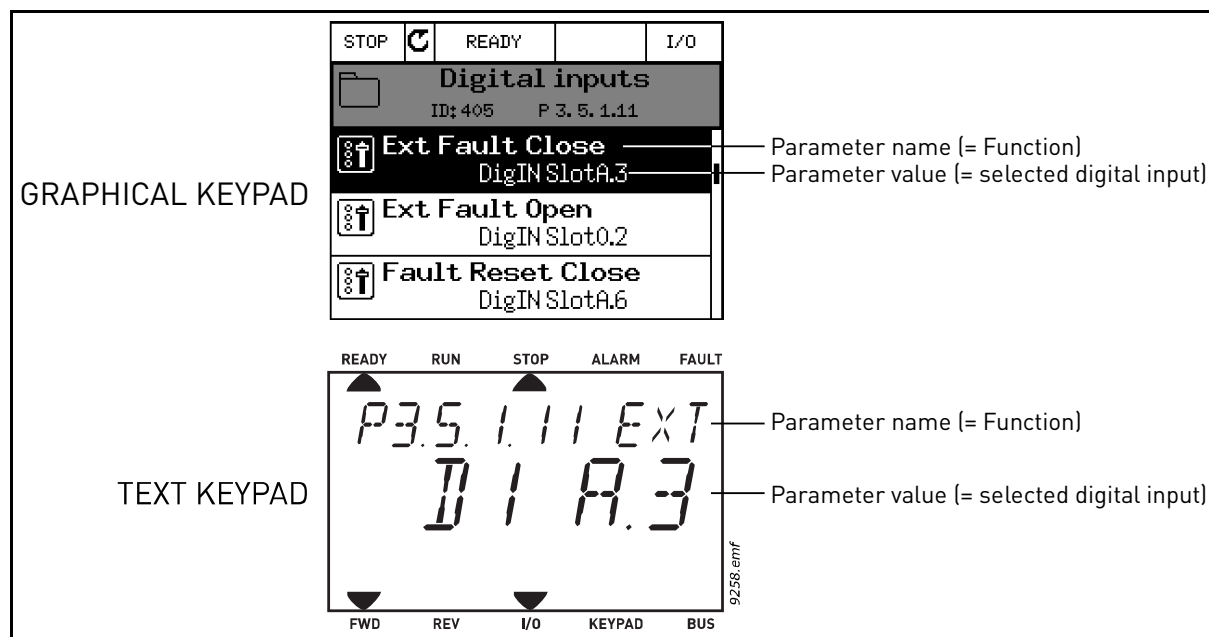 STOP READY I/O
Digital inputs
ID: 405 P 3.5.1.11
Ext Fault Close
DigIN SlotA.3
Parameter name (= Function)
Parameter value (= selected digital input)
GRAPHICAL KEYPAD
Ext Fault Open
DigIN Slot0.2
Fault Reset Close
DigIN SlotA.6
READY RUN STOP ALARM FAULT
P3.5.1.11 EXT
Parameter name (= Function)
TEXT KEYPAD
DI A.3
Parameter value (= selected digital input)
9258.emf
FWD REV I/0 KEYPAD BUS